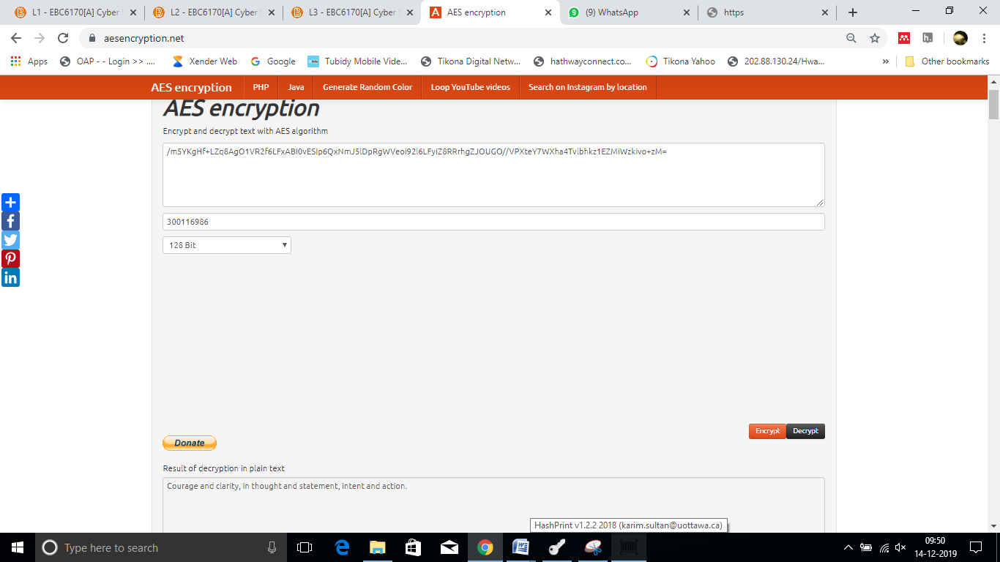 L1 - EBC6170[A] Cyber
L2 - EBC6170[A] Cyber
L3 - EBC6170[A] Cyber
AES encryption
(9) WhatsApp
https
aesencryption.net
Apps
OAP - - Login >> ....
Xender Web
Google
Tubidy Mobile Vide...
Tikona Digital Netw...
hathwayconnect.co...
Tikona Yahoo
202.88.130.24/Hwa...
»
Other bookmarks
AES encryption
PHP
Java
Generate Random Color
Loop YouTube videos
Search on Instagram by location
AES encryption
Encrypt and decrypt text with AES algorithm
/m5YKgHf+LZq8AgO1VR2f6LFxABI0vESIp6QxNmJ5lDpRgWVeoi92l6LFyiZ8RRrhgZJOUGO//VPXteY7WXha4Tvlbhkz1EZMiWzkivo+zM=
300116986
128 Bit
Encrypt
Decrypt
Donate
Result of decryption in plain text
Courage and clarity, in thought and statement, intent and action.
HashPrint v1.2.2 2018 (karim.sultan@uottawa.ca)
Type here to search
09:50
14-12-2019